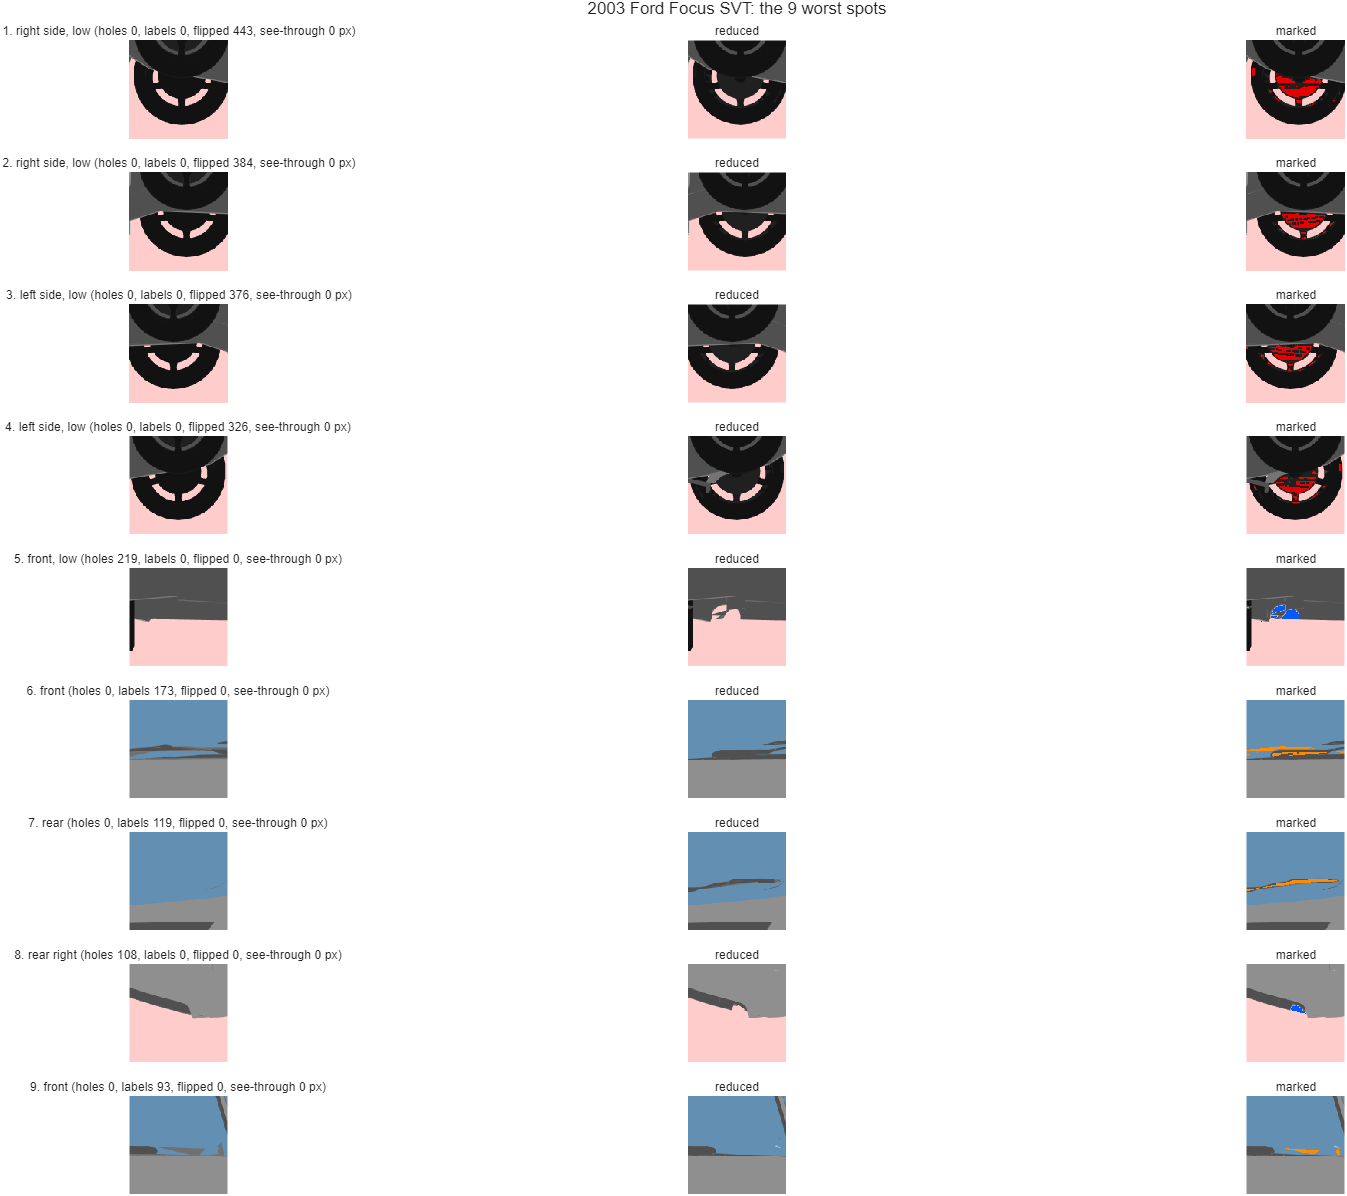 2003 Ford Focus SVT: the 9 worst spots
1. right side, low (holes 0, labels 0, flipped 443, see-through 0 px)
reduced
marked
2. right side, low (holes 0, labels 0, flipped 384, see-through 0 px)
reduced
marked
3. left side, low (holes 0, labels 0, flipped 376, see-through 0 px)
reduced
marked
4. left side, low (holes 0, labels 0, flipped 326, see-through 0 px)
reduced
marked
5. front, low (holes 219, labels 0, flipped 0, see-through 0 px)
reduced
marked
6. front (holes 0, labels 173, flipped 0, see-through 0 px)
reduced
marked
7. rear (holes 0, labels 119, flipped 0, see-through 0 px)
reduced
marked
8. rear right (holes 108, labels 0, flipped 0, see-through 0 px)
reduced
marked
9. front (holes 0, labels 93, flipped 0, see-through 0 px)
reduced
marked